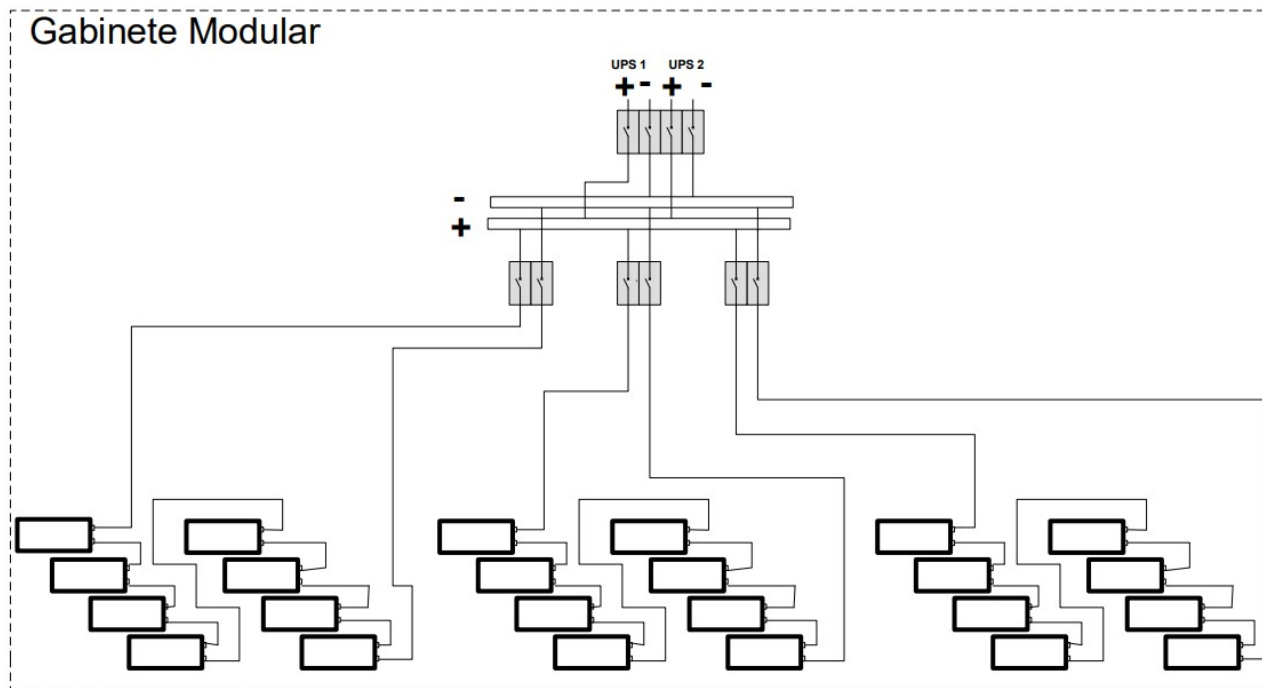 Gabinete Modular
UPS 1 UPS 2
+ - + -
-
+